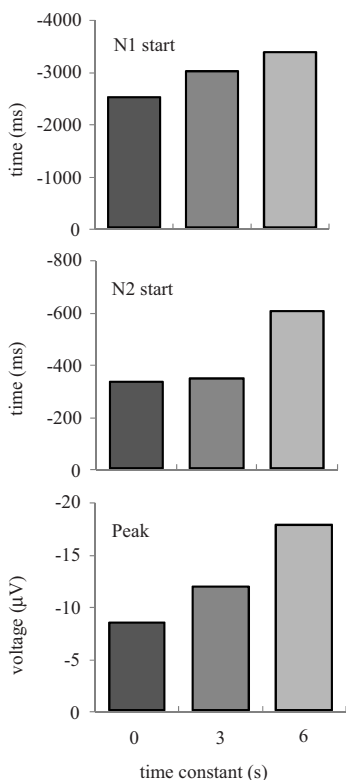 -4000
N1 start
-3000
-2000
-1000
0
time (ms)
-800
N2 start
-600
-400
-200
0
time (ms)
-20
Peak
-15
-10
-5
0
voltage (μV)
0 3 6
time constant (s)